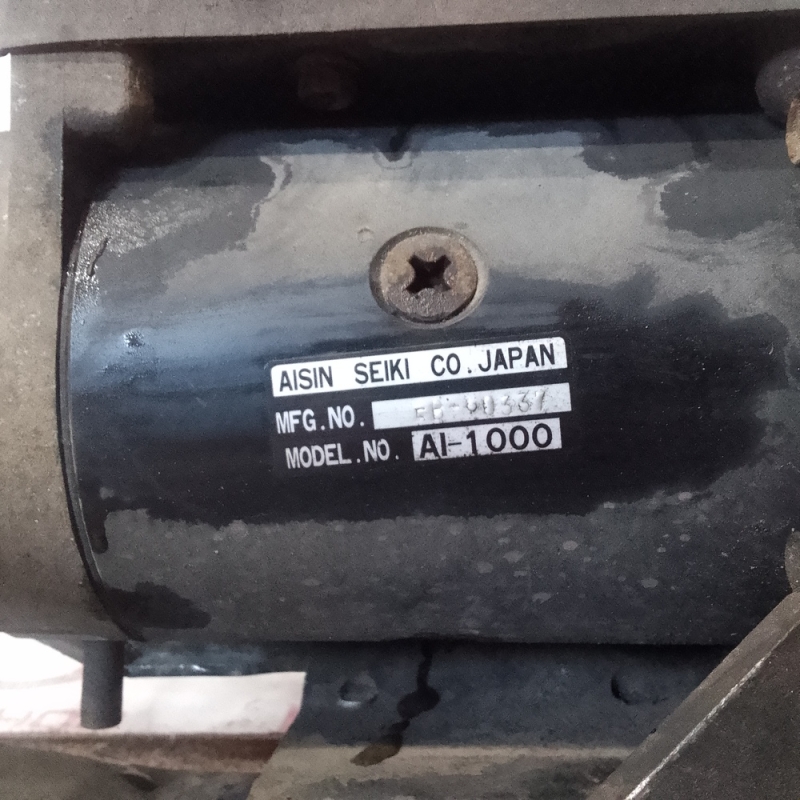 AISIN SEIKI CO. JAPAN
MFG.NO.
MODEL.NO. AI-1000